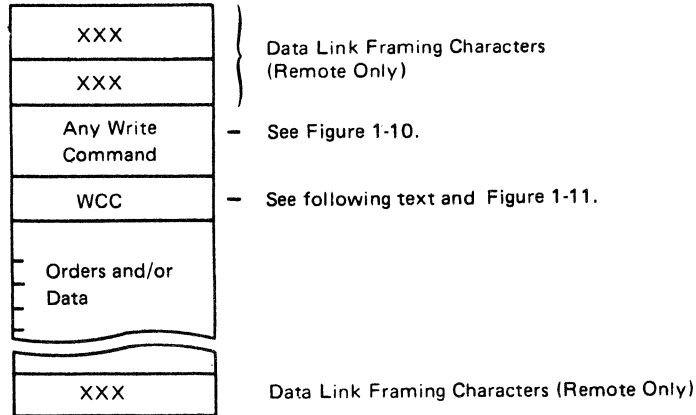 XXX
Data Link Framing Characters
(Remote Only)
XXX
Any Write
Command
– See Figure 1-10.
WCC
– See following text and Figure 1-11.
Orders and/or
Data
XXX
Data Link Framing Characters (Remote Only)